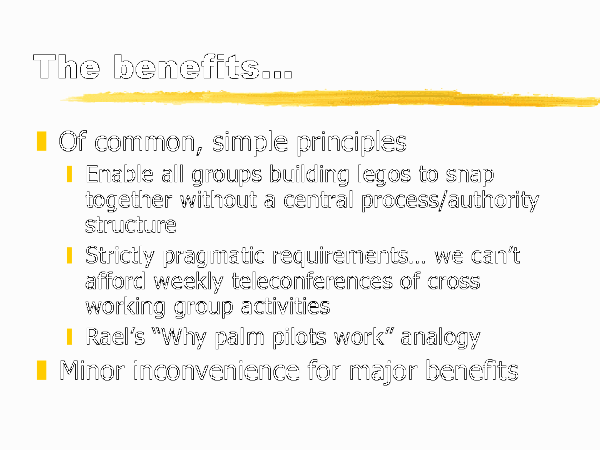 The benefits…
Of common, simple principles
Enable all groups building legos to snap
together without a central process/authority
structure
Strictly pragmatic requirements… we can’t
afford weekly teleconferences of cross
working group activities
Rael’s “Why palm pilots work” analogy
Minor inconvenience for major benefits